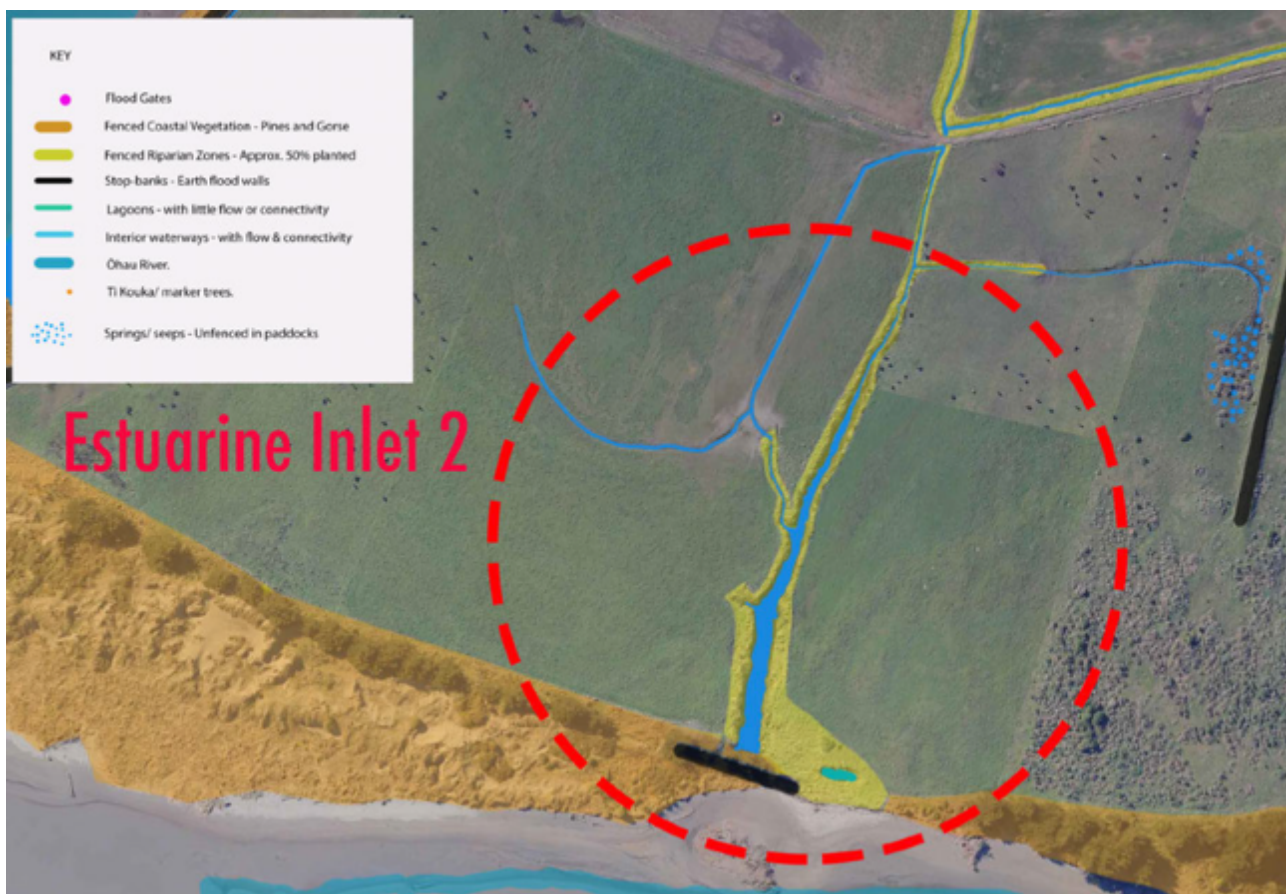 KEY
Flood Gates
Fenced Coastal Vegetation - Pines and Gorse
Fenced Riparian Zones - Approx. 50% planted
Stop-banks - Earth flood walls
Lagoons - with little flow or connectivity
Interior waterways - with flow & connectivity
Ōhau River.
Ti Kouka/ marker trees.
Springs/ seeps - Unfenced in paddocks
Estuarine Inlet 2